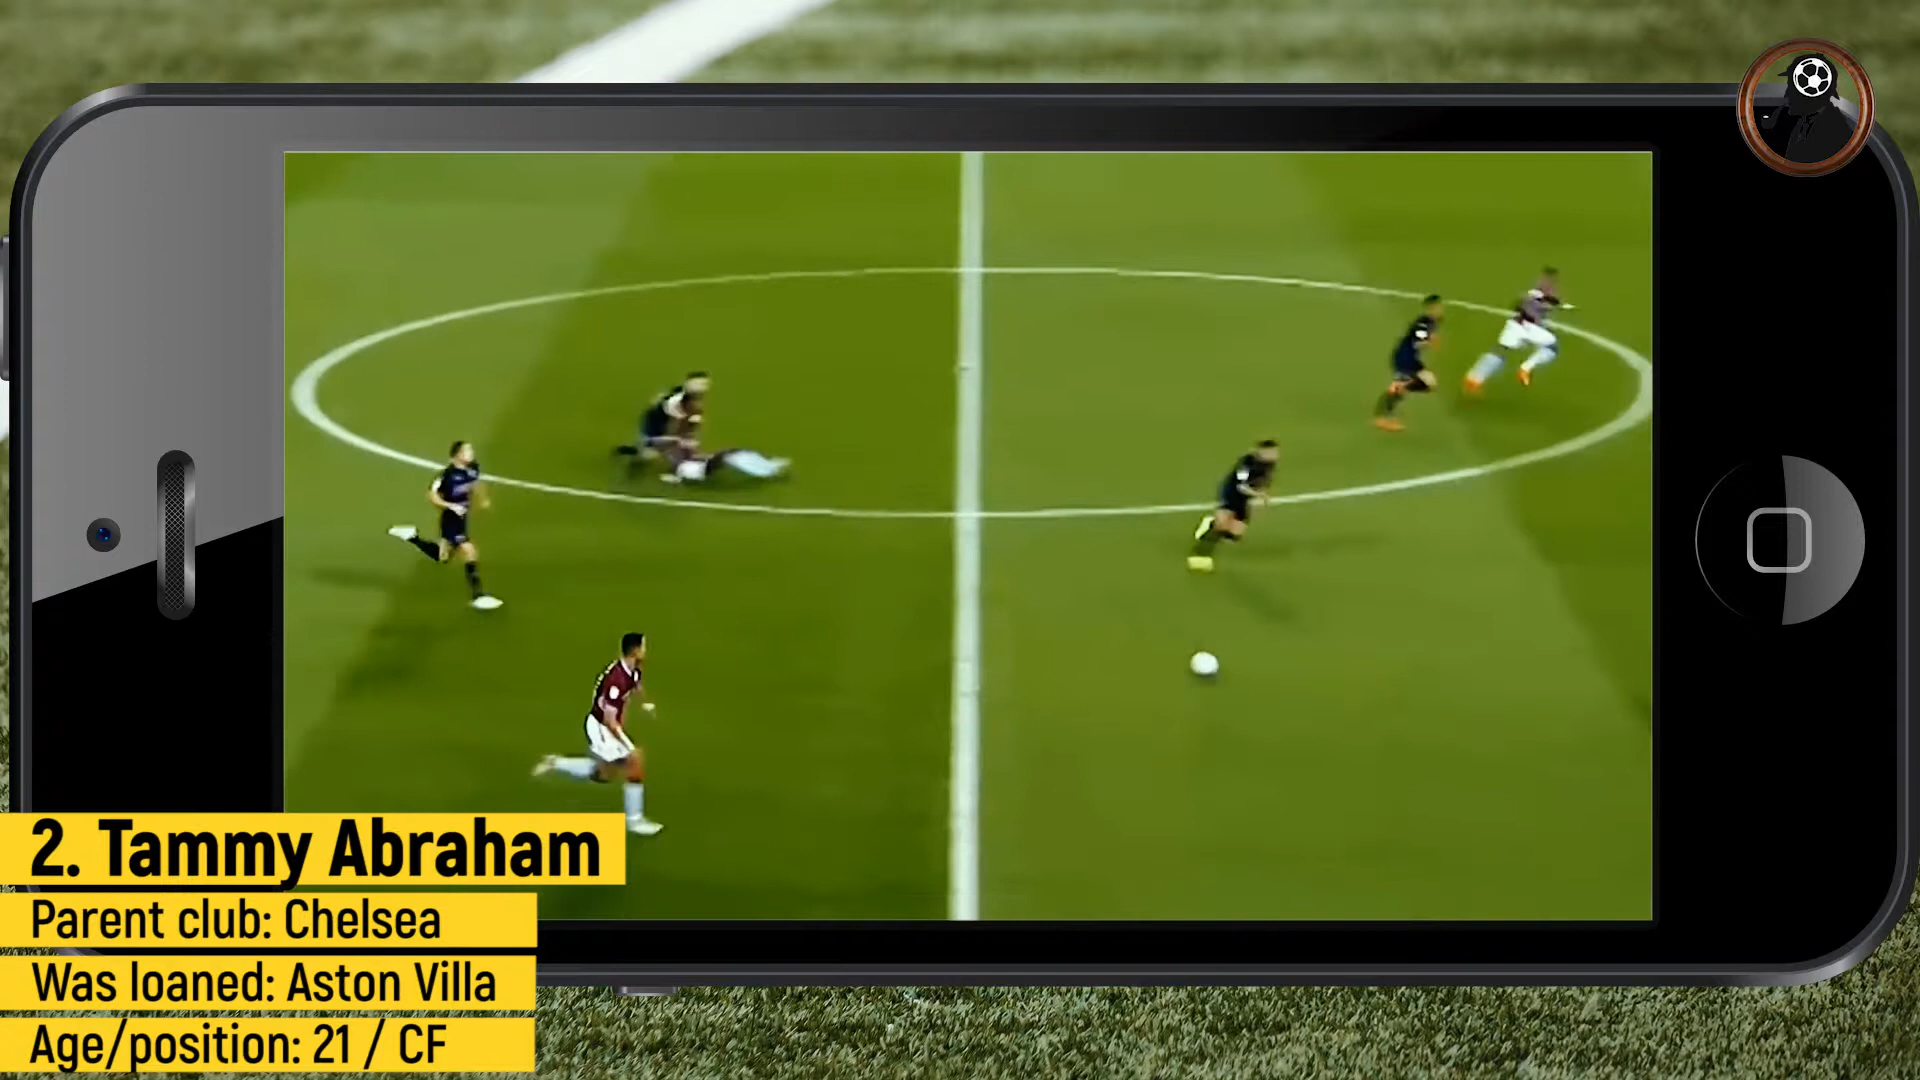 2. Tammy Abraham
Parent club: Chelsea
Was loaned: Aston Villa
Age/position: 21 / CF